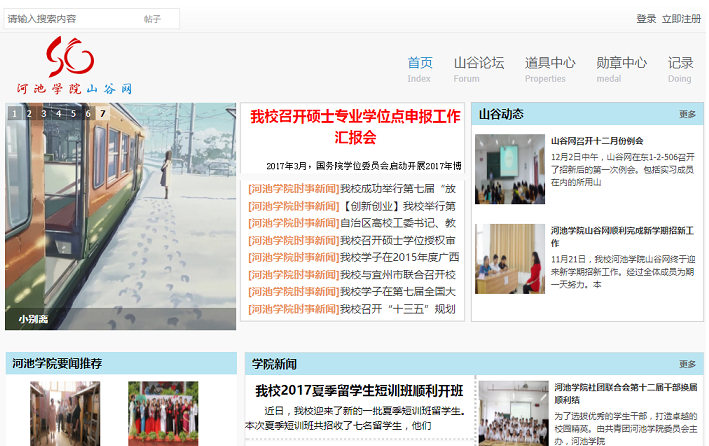 请输入搜索内容 帖子 登录 立即注册
河池学院山谷网
首页 山谷论坛 道具中心 勋章中心 记录
Index Forum Properties medal Doing
1 2 3 4 5 6 7
小别离
我校召开硕士专业学位点申报工作
汇报会
2017年3月，国务院学位委员会启动开展2017年博
[河池学院时事新闻]我校成功举行第七届“放
[河池学院时事新闻]【创新创业】我校举行第
[河池学院时事新闻]自治区高校工委书记、教
[河池学院时事新闻]我校召开硕士学位授权审
[河池学院时事新闻]我校学子在2015年度广西
[河池学院时事新闻]我校与宜州市联合召开校
[河池学院时事新闻]我校学子在第七届全国大
[河池学院时事新闻]我校召开“十三五”规划
山谷动态 更多
山谷网召开十二月份例会
12月2日中午，山谷网在东1-2-506召开
了招新后的第一次例会。包括实习成员
在内的所用山
河池学院山谷网顺利完成新学期招新工
作
11月21日，我校河池学院山谷网终于迎
来新学期招新工作。经过全体成员为期
一天努力。本
河池学院要闻推荐
学院新闻 更多
我校2017夏季留学生短训班顺利开班
近日，我校迎来了新的一批夏季短训班留学生。
本次夏季短训班共招收了七名留学生，他们
河池学院社团联合会第十二届干部换届
顺利结
为了选拔优秀的学生干部，打造卓越的
校园精英。由共青团河池学院委员会主
办，河池学院